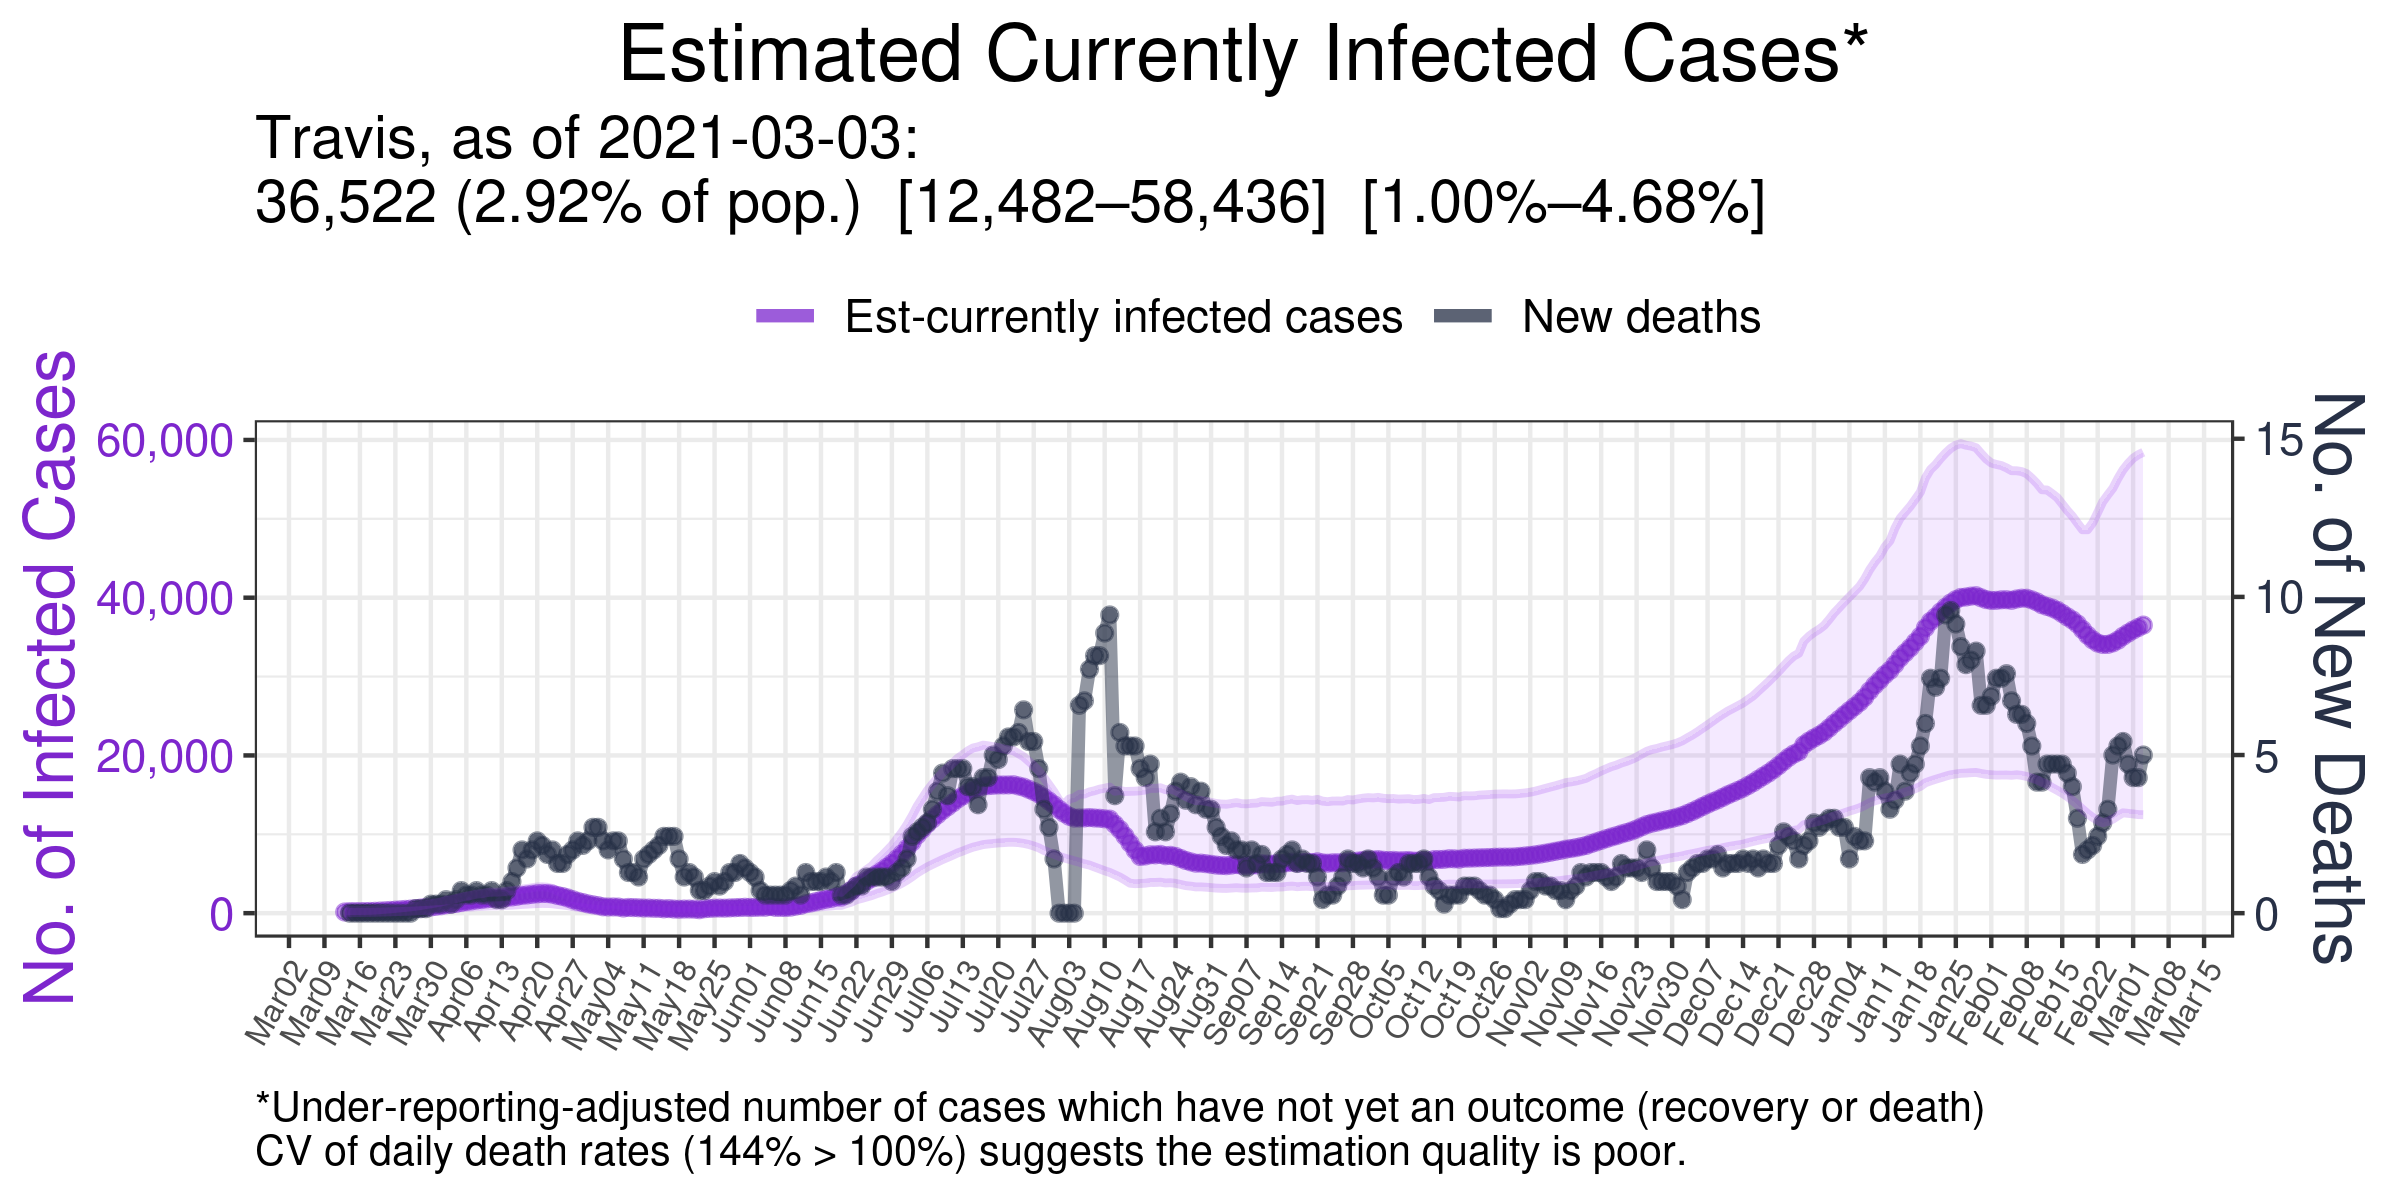 Estimated Currently Infected Cases*
Travis, as of 2021-03-03:
36,522 (2.92% of pop.) [12,482–58,436] [1.00%–4.68%]
Est-currently infected cases New deaths
No. of Infected Cases
60,000
40,000
20,000
0
15
10
5
0
No. of New Deaths
Mar02 Mar09 Mar16 Mar23 Mar30 Apr06 Apr13 Apr20 Apr27 May04 May11 May18 May25 Jun01 Jun08 Jun15 Jun22 Jun29 Jul06 Jul13 Jul20 Jul27 Aug03 Aug10 Aug17 Aug24 Aug31 Sep07 Sep14 Sep21 Sep28 Oct05 Oct12 Oct19 Oct26 Nov02 Nov09 Nov16 Nov23 Nov30 Dec07 Dec14 Dec21 Dec28 Jan04 Jan11 Jan18 Jan25 Feb01 Feb08 Feb15 Feb22 Mar01 Mar08 Mar15
*Under-reporting-adjusted number of cases which have not yet an outcome (recovery or death)
CV of daily death rates (144% > 100%) suggests the estimation quality is poor.